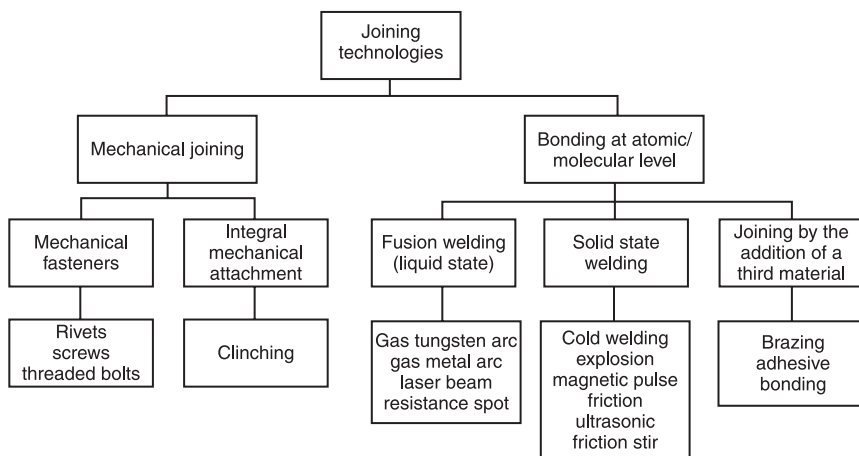 Joining
technologies
Mechanical joining
Bonding at atomic/
molecular level
Mechanical
fasteners
Integral
mechanical
attachment
Fusion welding
(liquid state)
Solid state
welding
Joining by the
addition of a
third material
Rivets
screws
threaded bolts
Clinching
Gas tungsten arc
gas metal arc
laser beam
resistance spot
Cold welding
explosion
magnetic pulse
friction
ultrasonic
friction stir
Brazing
adhesive
bonding